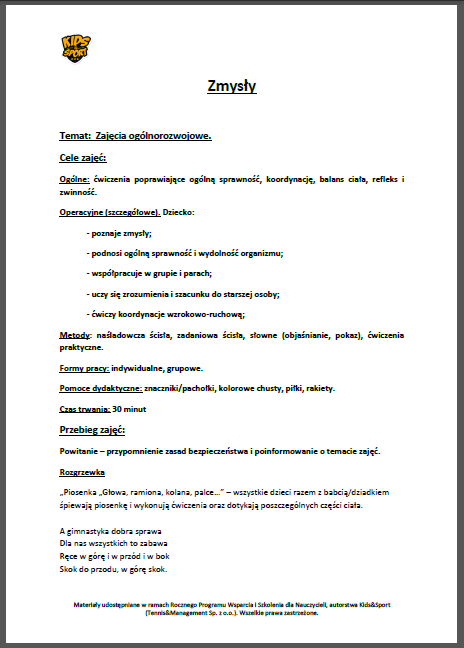 KIDS
SPORT
Zmysły
Temat: Zajęcia ogólnorozwojowe.
Cele zajęć:
Ogólne: ćwiczenia poprawiające ogólną sprawność, koordynację, balans ciała, refleks i
zwinność.
Operacyjne (szczegółowe). Dziecko:
- poznaje zmysły;
- podnosi ogólną sprawność i wydolność organizmu;
- współpracuje w grupie i parach;
- uczy się zrozumienia i szacunku do starszej osoby;
- ćwiczy koordynacje wzrokowo-ruchową;
Metody: naśladowcza ścisła, zadaniowa ścisła, słowne (objaśnianie, pokaz), ćwiczenia
praktyczne.
Formy pracy: indywidualne, grupowe.
Pomoce dydaktyczne: znaczniki/pachołki, kolorowe chusty, piłki, rakiety.
Czas trwania: 30 minut
Przebieg zajęć:
Powitanie – przypomnienie zasad bezpieczeństwa i poinformowanie o temacie zajęć.
Rozgrzewka
„Piosenka „Głowa, ramiona, kolana, palce…” – wszystkie dzieci razem z babcią/dziadkiem
śpiewają piosenkę i wykonują ćwiczenia oraz dotykają poszczególnych części ciała.
A gimnastyka dobra sprawa
Dla nas wszystkich to zabawa
Ręce w górę i w przód i w bok
Skok do przodu, w górę skok.
Materiały udostępniane w ramach Rocznego Programu Wsparcia i Szkolenia dla Nauczycieli, autorstwa Kids&Sport
(Tennis&Management Sp. z o.o.). Wszelkie prawa zastrzeżone.